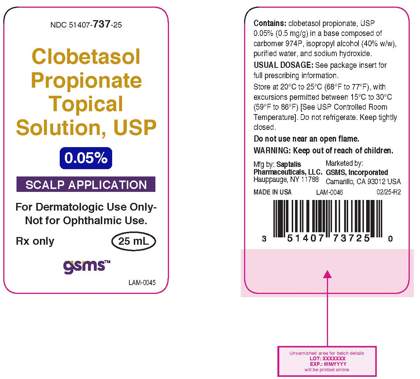 NDC 51407-737-25
Clobetasol
Propionate
Topical
Solution, USP
0.05%
SCALP APPLICATION
For Dermatologic Use Only-
Not for Ophthalmic Use.
Rx only
25 mL
gsms™
LAM-0045
Contains: clobetasol propionate, USP
0.05% (0.5 mg/g) in a base composed of
carbomer 974P, isopropyl alcohol (40% w/w),
purified water, and sodium hydroxide.
USUAL DOSAGE: See package insert for
full prescribing information.
Store at 20°C to 25°C (68°F to 77°F), with
excursions permitted between 15°C to 30°C
(59°F to 86°F) [See USP Controlled Room
Temperature]. Do not refrigerate. Keep tightly
closed.
Do not use near an open flame.
WARNING: Keep out of reach of children.
Mfg by: Saptalis
Pharmaceuticals, LLC.
Hauppauge, NY 11788
Marketed by:
GSMS, Incorporated
Camarillo, CA 93012 USA
MADE IN USA LAM-0046 02/25-R2
3 51407 73725 0
Unvarnished area for batch details
LOT: XXXXXXX
EXP.: MM/YYYY
will be printed online